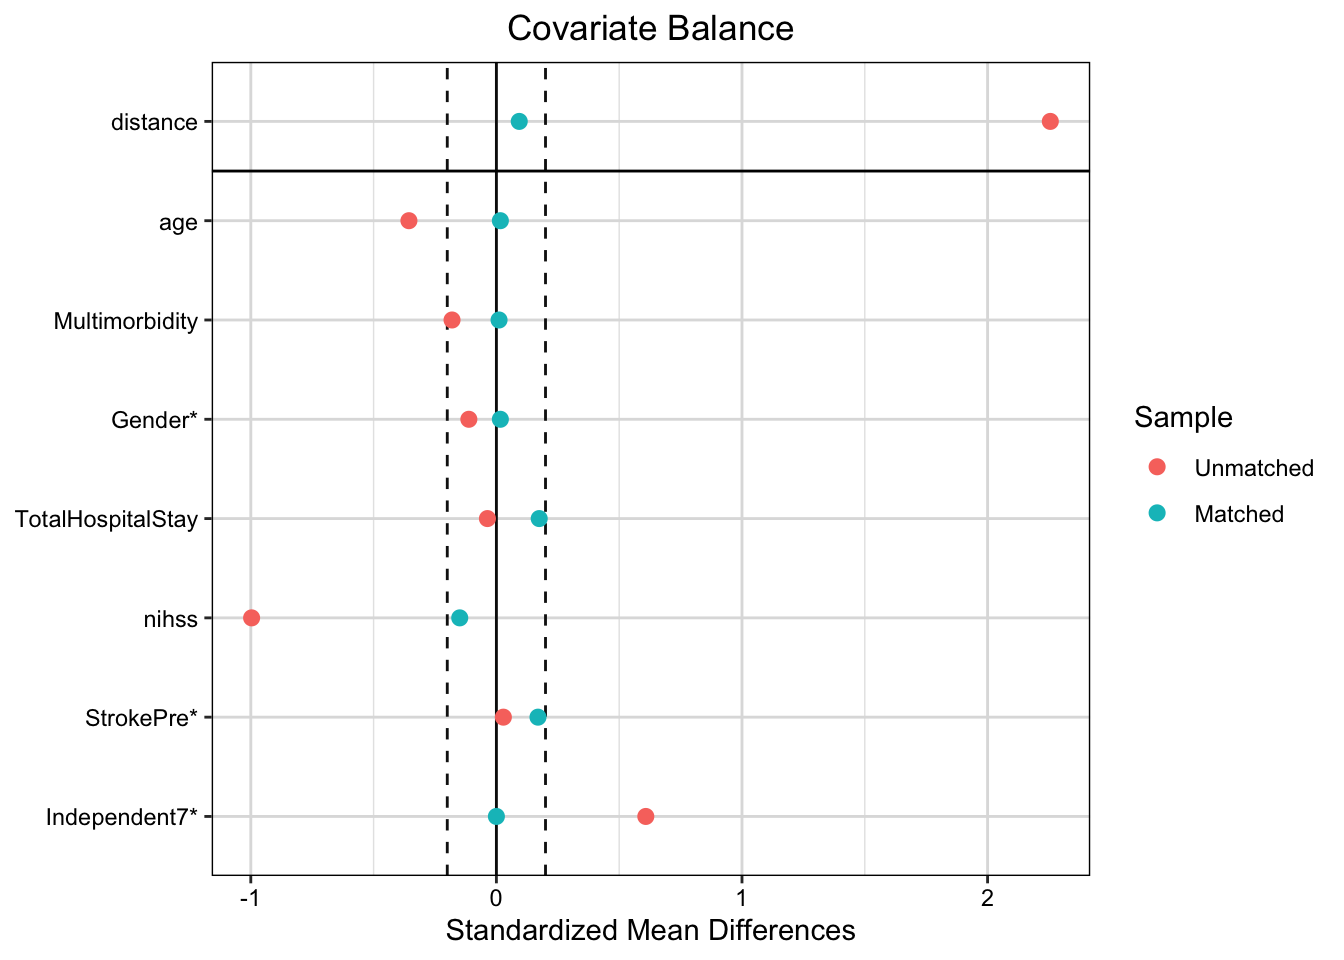 Covariate Balance
distance
age
Multimorbidity
Gender*
TotalHospitalStay
nihss
StrokePre*
Independent7*
-1 0 1 2
Standardized Mean Differences
Sample
Unmatched
Matched